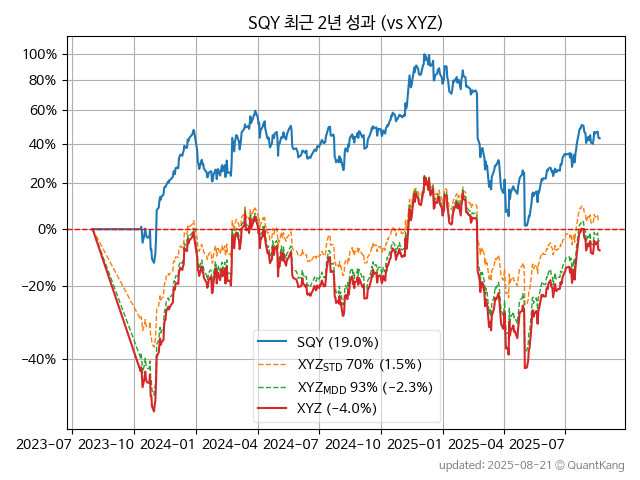 SQY 최근 2년 성과 (vs XYZ)
100%
80%
60%
40%
20%
0%
−20%
−40%
SQY (19.0%)
XYZSTD 70% (1.5%)
XYZMDD 93% (−2.3%)
XYZ (−4.0%)
2023-07 2023-10 2024-01 2024-04 2024-07 2024-10 2025-01 2025-04 2025-07
updated: 2025-08-21 © QuantKang